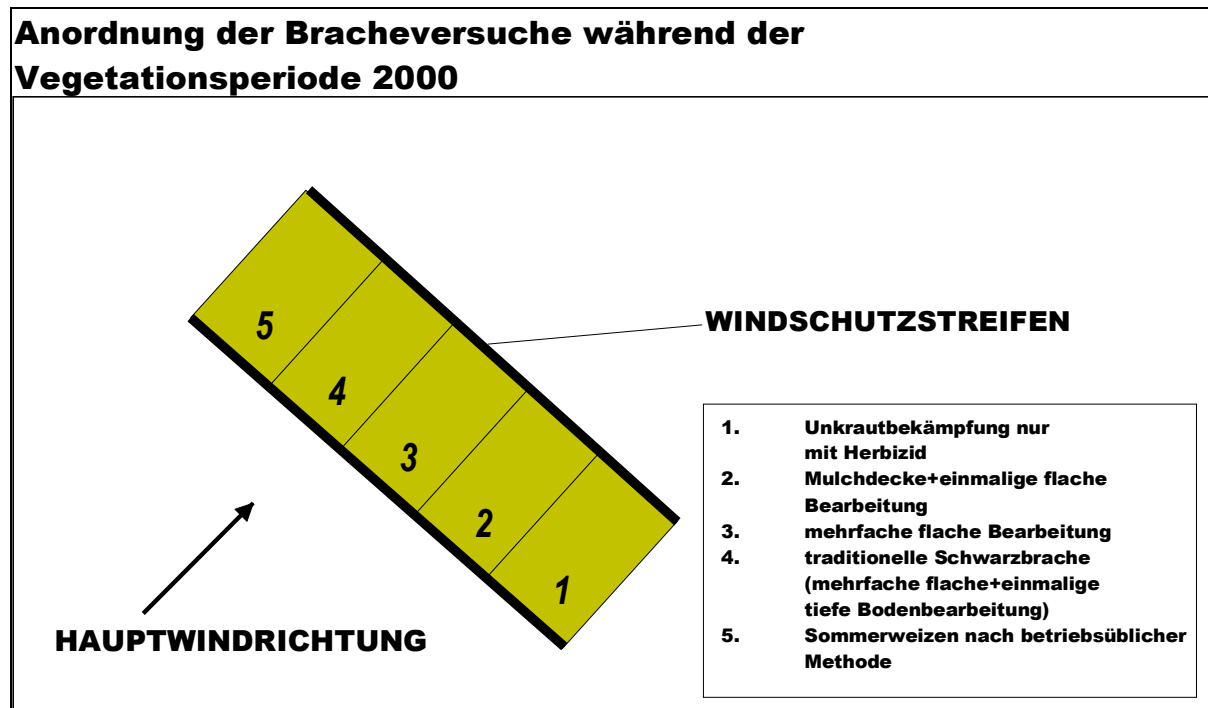 Anordnung der Bracheversuche während der
Vegetationsperiode 2000
5
4
3
2
1
WINDSCHUTZSTREIFEN
HAUPTWINDRICHTUNG
1. Unkrautbekämpfung nur
mit Herbizid
2. Mulchdecke+einmalige flache
Bearbeitung
3. mehrfache flache Bearbeitung
4. traditionelle Schwarzbrache
(mehrfache flache+einmalige
tiefe Bodenbearbeitung)
5. Sommerweizen nach betriebsüblicher
Methode